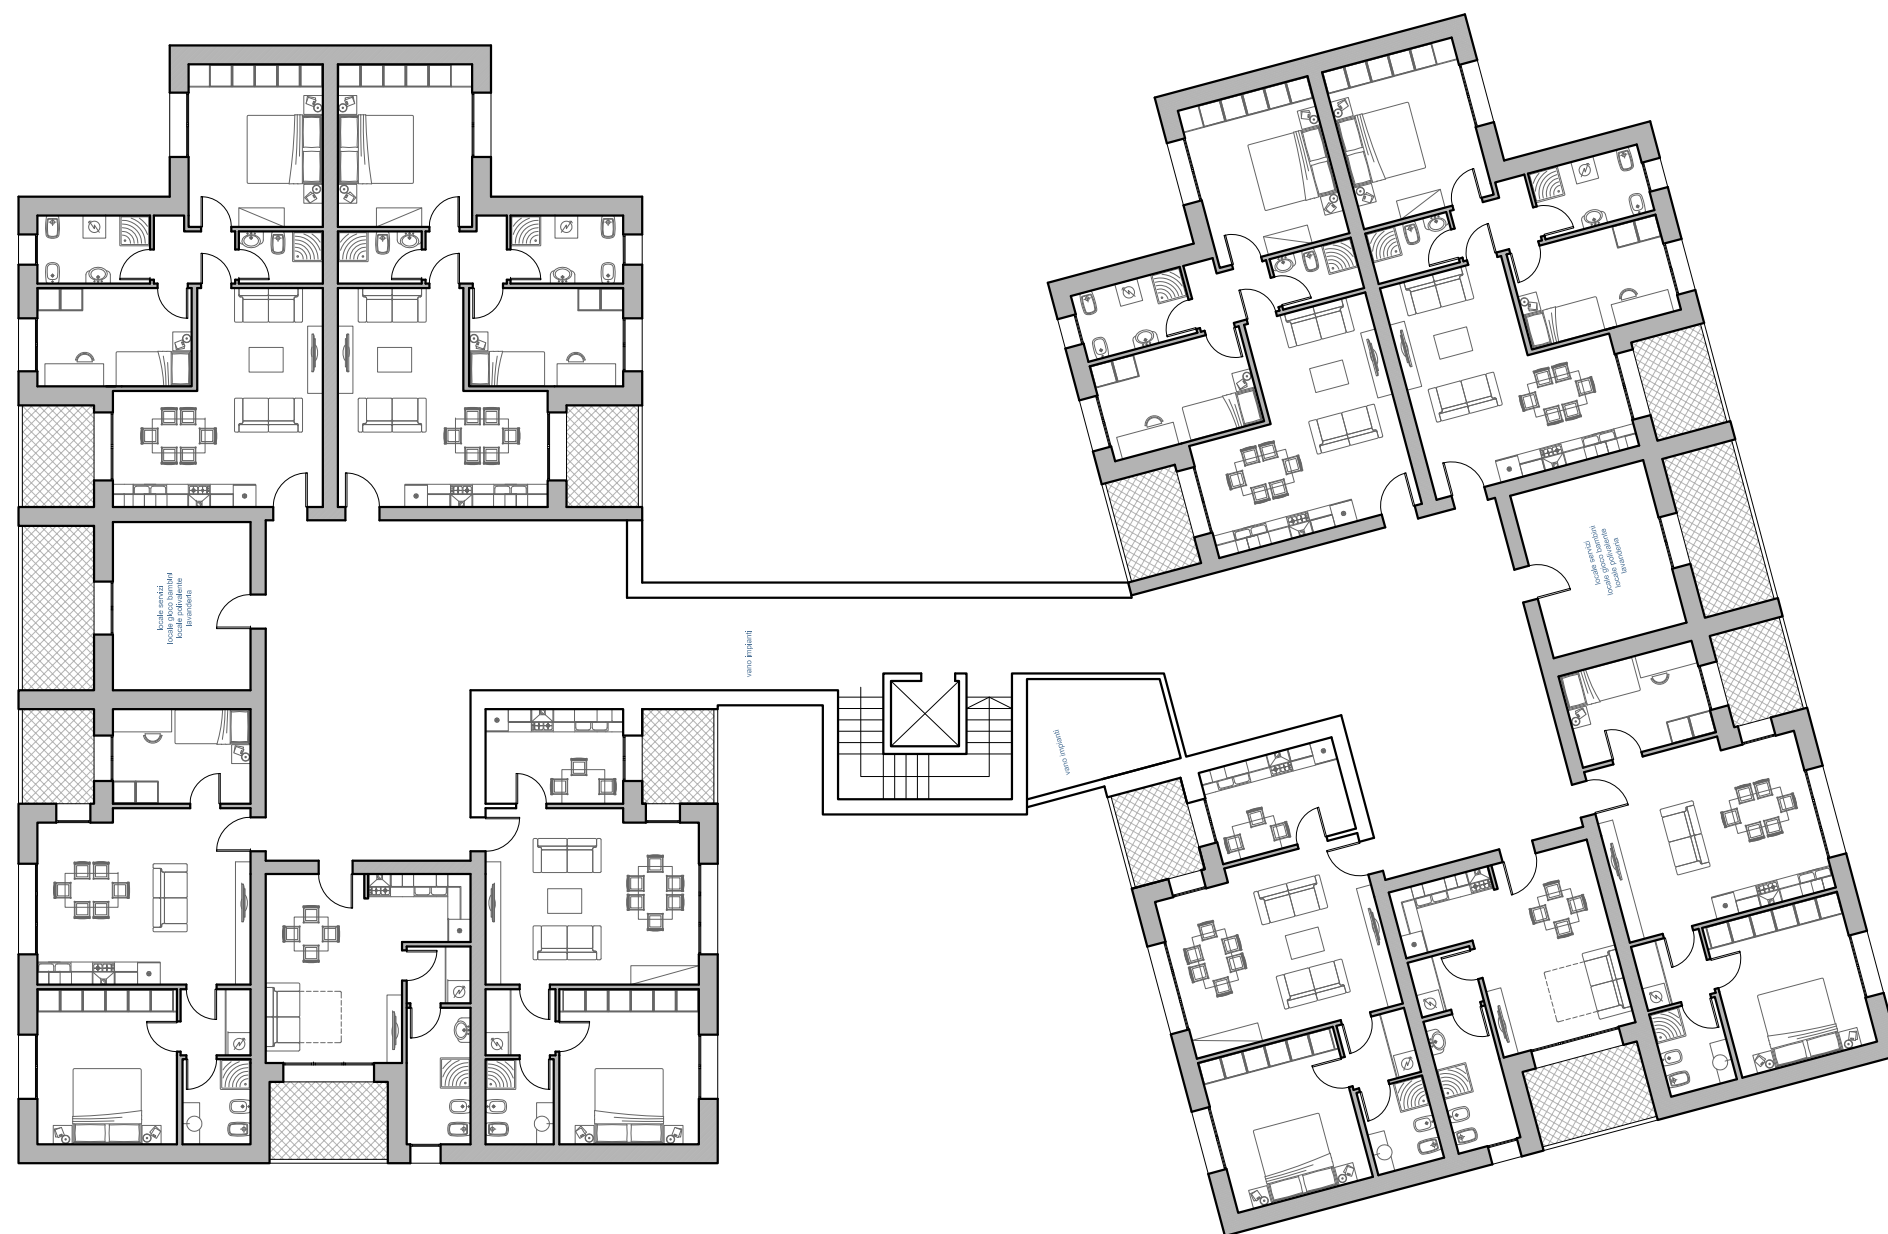 locale servizi
locale gioco bambini
locale polivalente
lavanderia
vano impianti
vano impianti
locale servizi
locale gioco bambini
locale polivalente
lavanderia